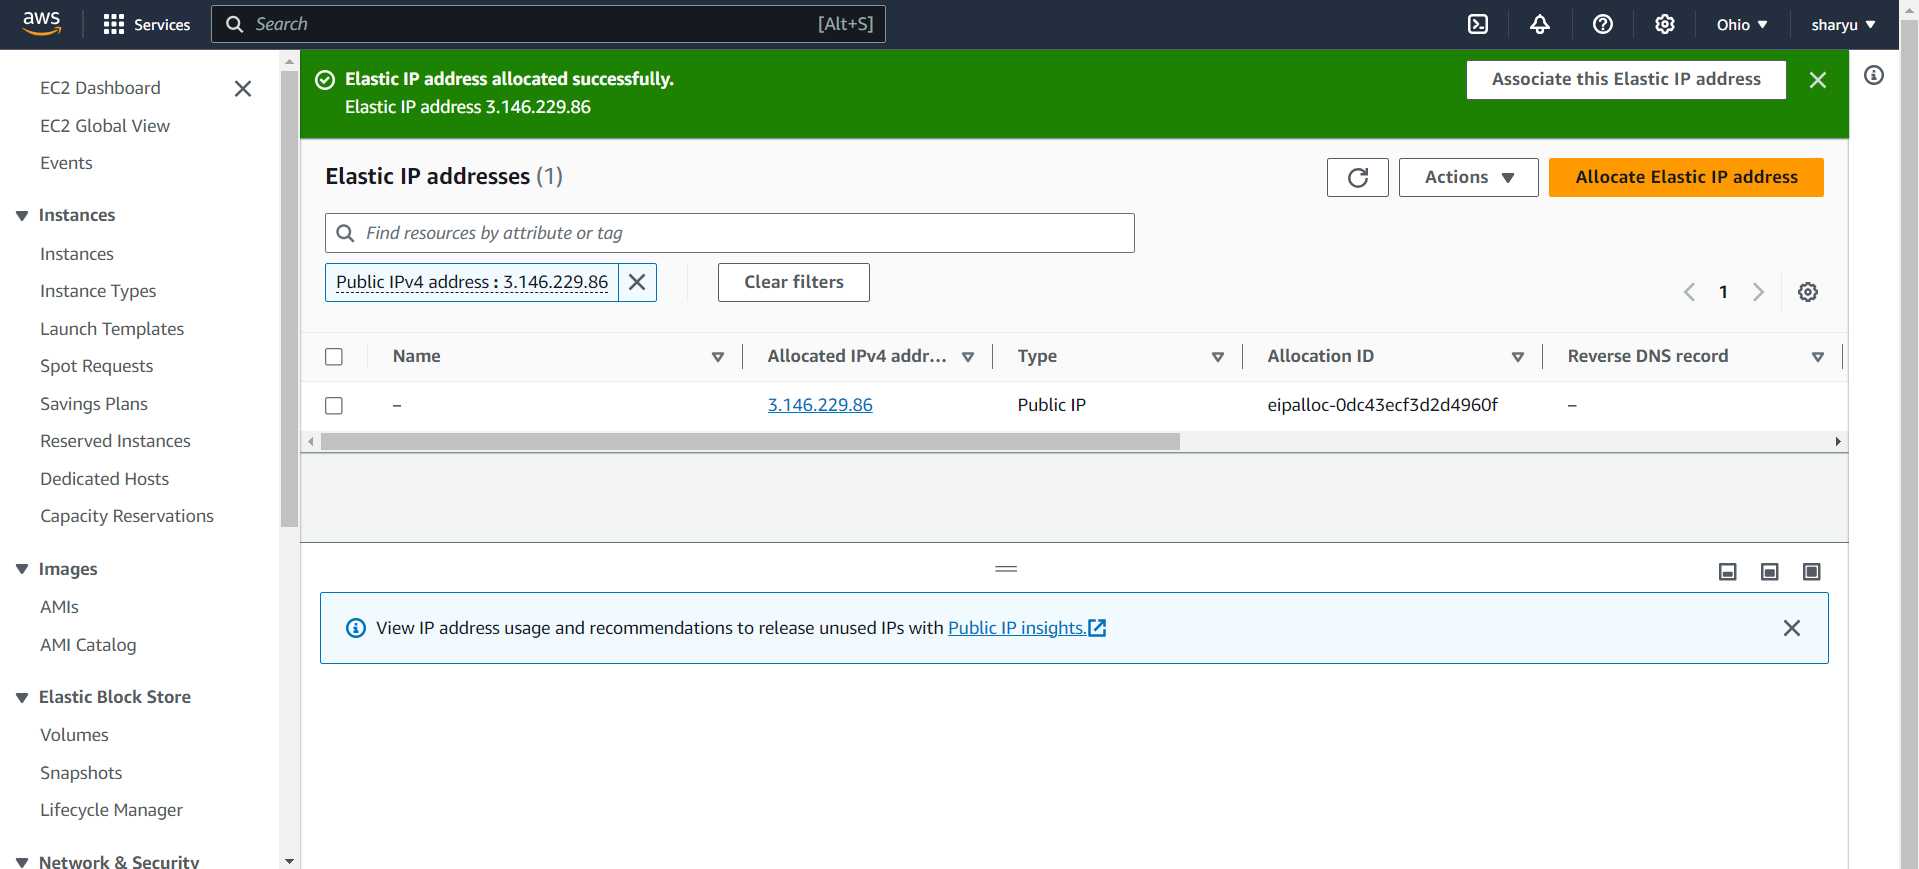 aws
Services
Search
[Alt+S]
Ohio
sharyu
EC2 Dashboard
EC2 Global View
Events
Instances
Instances
Instance Types
Launch Templates
Spot Requests
Savings Plans
Reserved Instances
Dedicated Hosts
Capacity Reservations
Images
AMIs
AMI Catalog
Elastic Block Store
Volumes
Snapshots
Lifecycle Manager
Network & Security
Elastic IP address allocated successfully.
Elastic IP address 3.146.229.86
Associate this Elastic IP address
Elastic IP addresses (1)
Actions
Allocate Elastic IP address
Find resources by attribute or tag
Public IPv4 address : 3.146.229.86
Clear filters
1
Name
Allocated IPv4 addr...
Type
Allocation ID
Reverse DNS record
–
3.146.229.86
Public IP
eipalloc-0dc43ecf3d2d4960f
–
View IP address usage and recommendations to release unused IPs with Public IP insights.